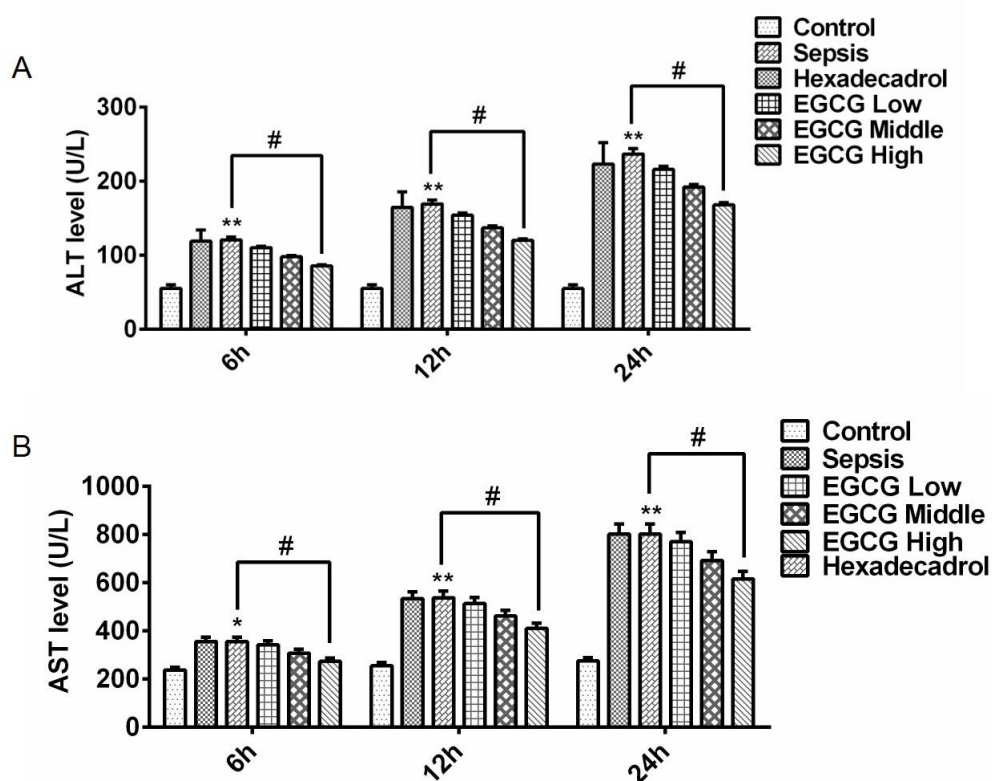 A
Control
Sepsis
Hexadecadrol
EGCG Low
EGCG Middle
EGCG High
ALT level (U/L)
300
200
100
0
#
#
#
**
**
**
6h
12h
24h
B
Control
Sepsis
EGCG Low
EGCG Middle
EGCG High
Hexadecadrol
AST level (U/L)
1000
800
600
400
200
0
#
#
#
*
**
**
6h
12h
24h